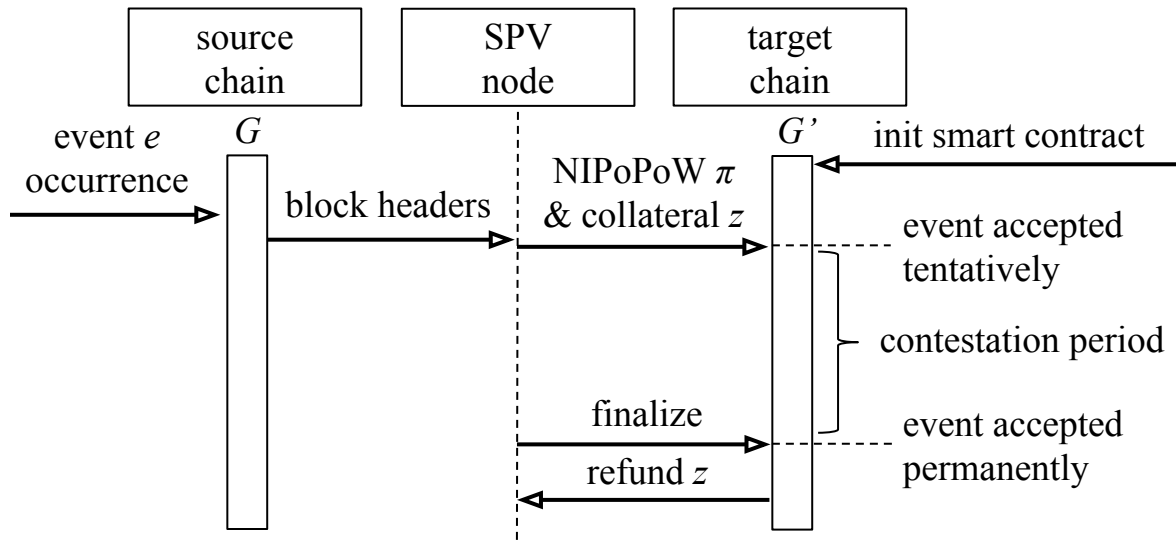 source
chain
SPV
node
target
chain
G
G’
event e
occurrence
init smart contract
block headers
NIPoPoW π
& collateral z
event accepted
tentatively
contestation period
finalize
event accepted
permanently
refund z